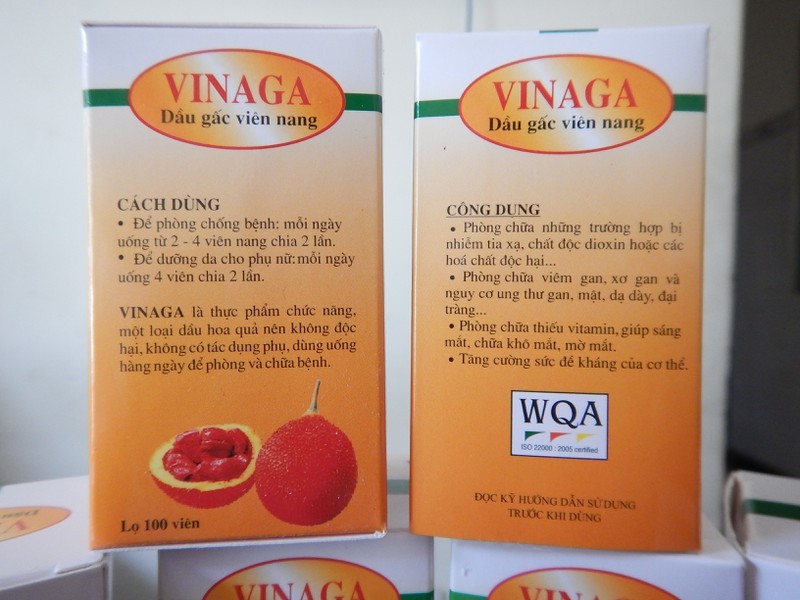 VINAGA
Dầu gấc viên nang
CÁCH DÙNG
• Để phòng chống bệnh: mỗi ngày
uống từ 2 - 4 viên nang chia 2 lần.
• Để dưỡng da cho phụ nữ: mỗi ngày
uống 4 viên chia 2 lần.
VINAGA là thực phẩm chức năng,
một loại dầu hoa quả nên không độc
hại, không có tác dụng phụ, dùng uống
hàng ngày để phòng và chữa bệnh.
Lọ 100 viên
VINAGA
Dầu gấc viên nang
CÔNG DỤNG
• Phòng chữa những trường hợp bị
nhiễm tia xạ, chất độc dioxin hoặc các
hoá chất độc hại...
• Phòng chữa viêm gan, xơ gan và
nguy cơ ung thư gan, mật, dạ dày, đại
tràng...
• Phòng chữa thiếu vitamin, giúp sáng
mắt, chữa khô mắt, mờ mắt.
• Tăng cường sức đề kháng của cơ thể.
WQA
ISO 22000 : 2005 certified
ĐỌC KỸ HƯỚNG DẪN SỬ DỤNG
TRƯỚC KHI DÙNG
VINAGA
VINAGA